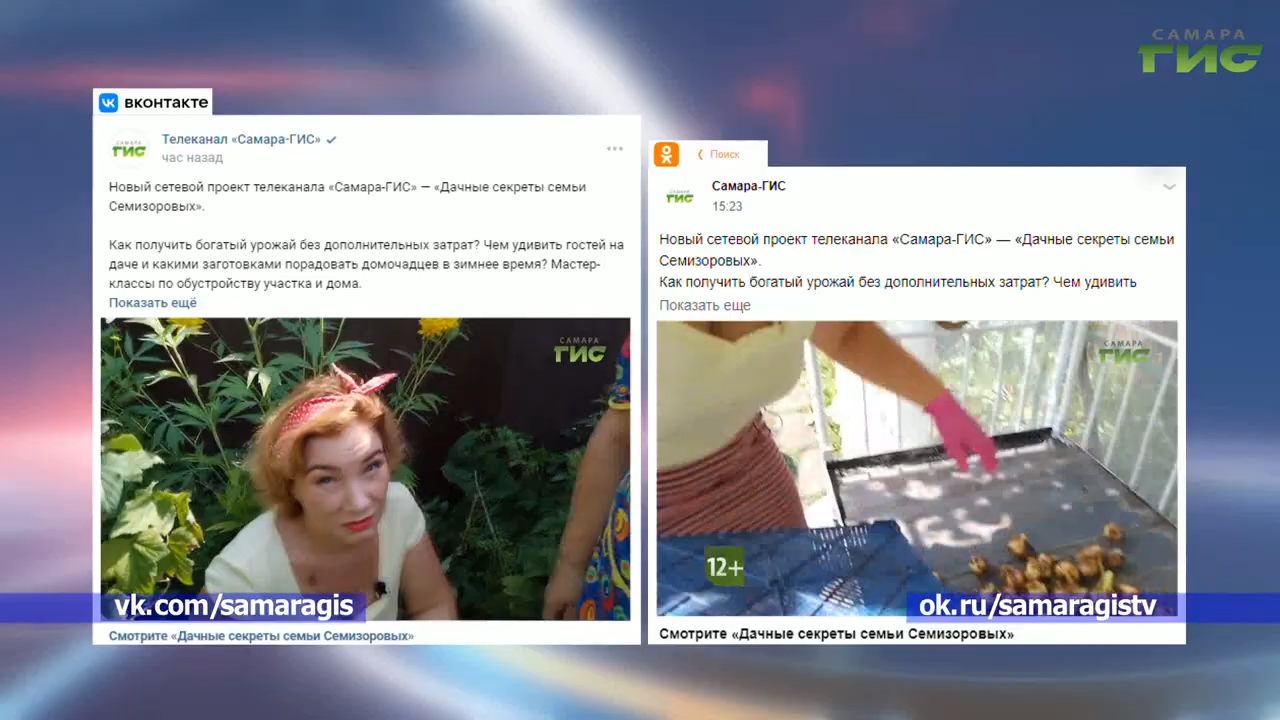 САМАРА
ГИС
вконтакте
САМАРА
ГИС
Телеканал «Самара-ГИС»
час назад
Новый сетевой проект телеканала «Самара-ГИС» — «Дачные секреты семьи
Семизоровых».
Как получить богатый урожай без дополнительных затрат? Чем удивить гостей на
даче и какими заготовками порадовать домочадцев в зимнее время? Мастер-
классы по обустройству участка и дома.
Показать ещё
САМАРА
ГИС
vk.com/samaragis
Смотрите «Дачные секреты семьи Семизоровых»
Поиск
САМАРА
ГИС
Самара-ГИС
15:23
Новый сетевой проект телеканала «Самара-ГИС» — «Дачные секреты семьи
Семизоровых».
Как получить богатый урожай без дополнительных затрат? Чем удивить
Показать еще
САМАРА
ГИС
12+
ok.ru/samaragistv
Смотрите «Дачные секреты семьи Семизоровых»